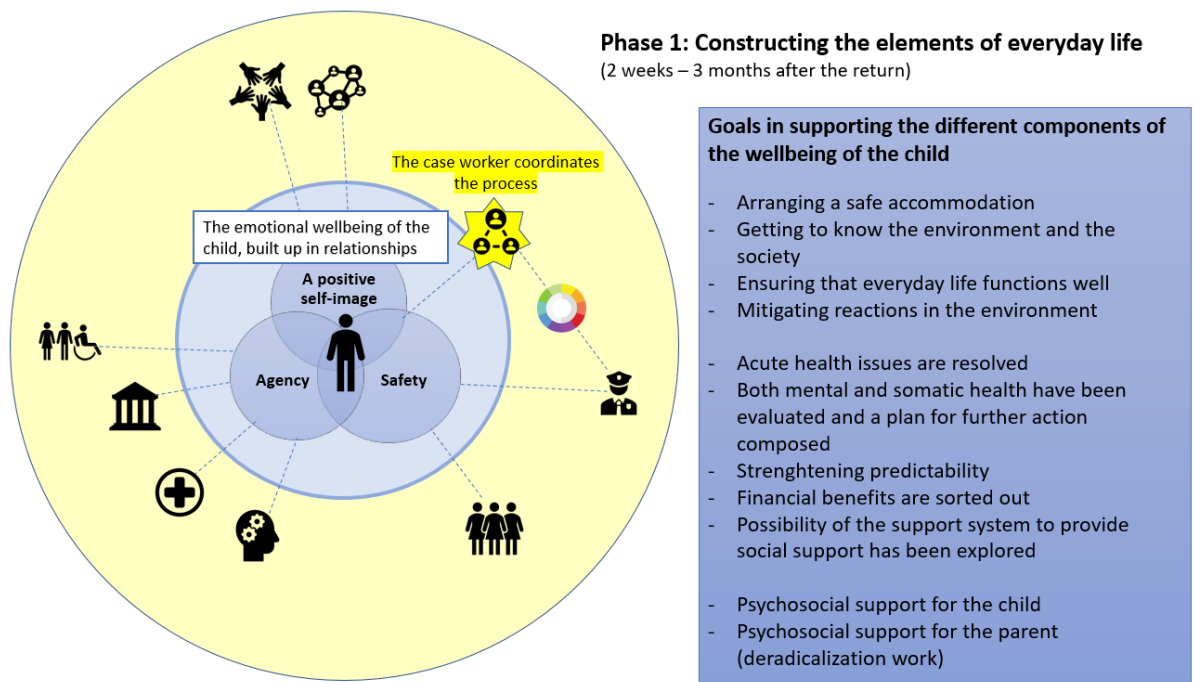 Phase 1: Constructing the elements of everyday life
(2 weeks – 3 months after the return)
The case worker coordinates
the process
The emotional wellbeing of the
child, built up in relationships
A positive
self-image
Agency
Safety
Goals in supporting the different components of
the wellbeing of the child
- Arranging a safe accommodation
- Getting to know the environment and the
society
- Ensuring that everyday life functions well
- Mitigating reactions in the environment
- Acute health issues are resolved
- Both mental and somatic health have been
evaluated and a plan for further action
composed
- Strenghtening predictability
- Financial benefits are sorted out
- Possibility of the support system to provide
social support has been explored
- Psychosocial support for the child
- Psychosocial support for the parent
(deradicalization work)